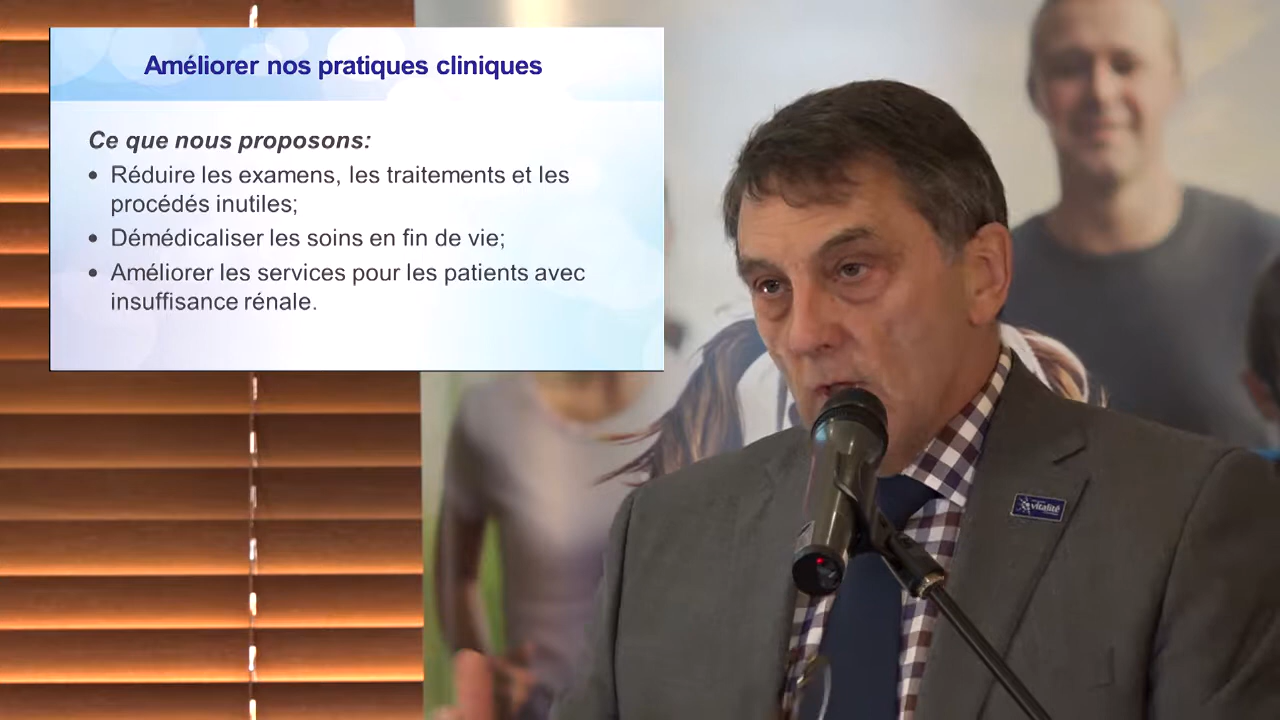 Améliorer nos pratiques cliniques
Ce que nous proposons:
• Réduire les examens, les traitements et les
procédés inutiles;
• Démédicaliser les soins en fin de vie;
• Améliorer les services pour les patients avec
insuffisance rénale.
vitalité